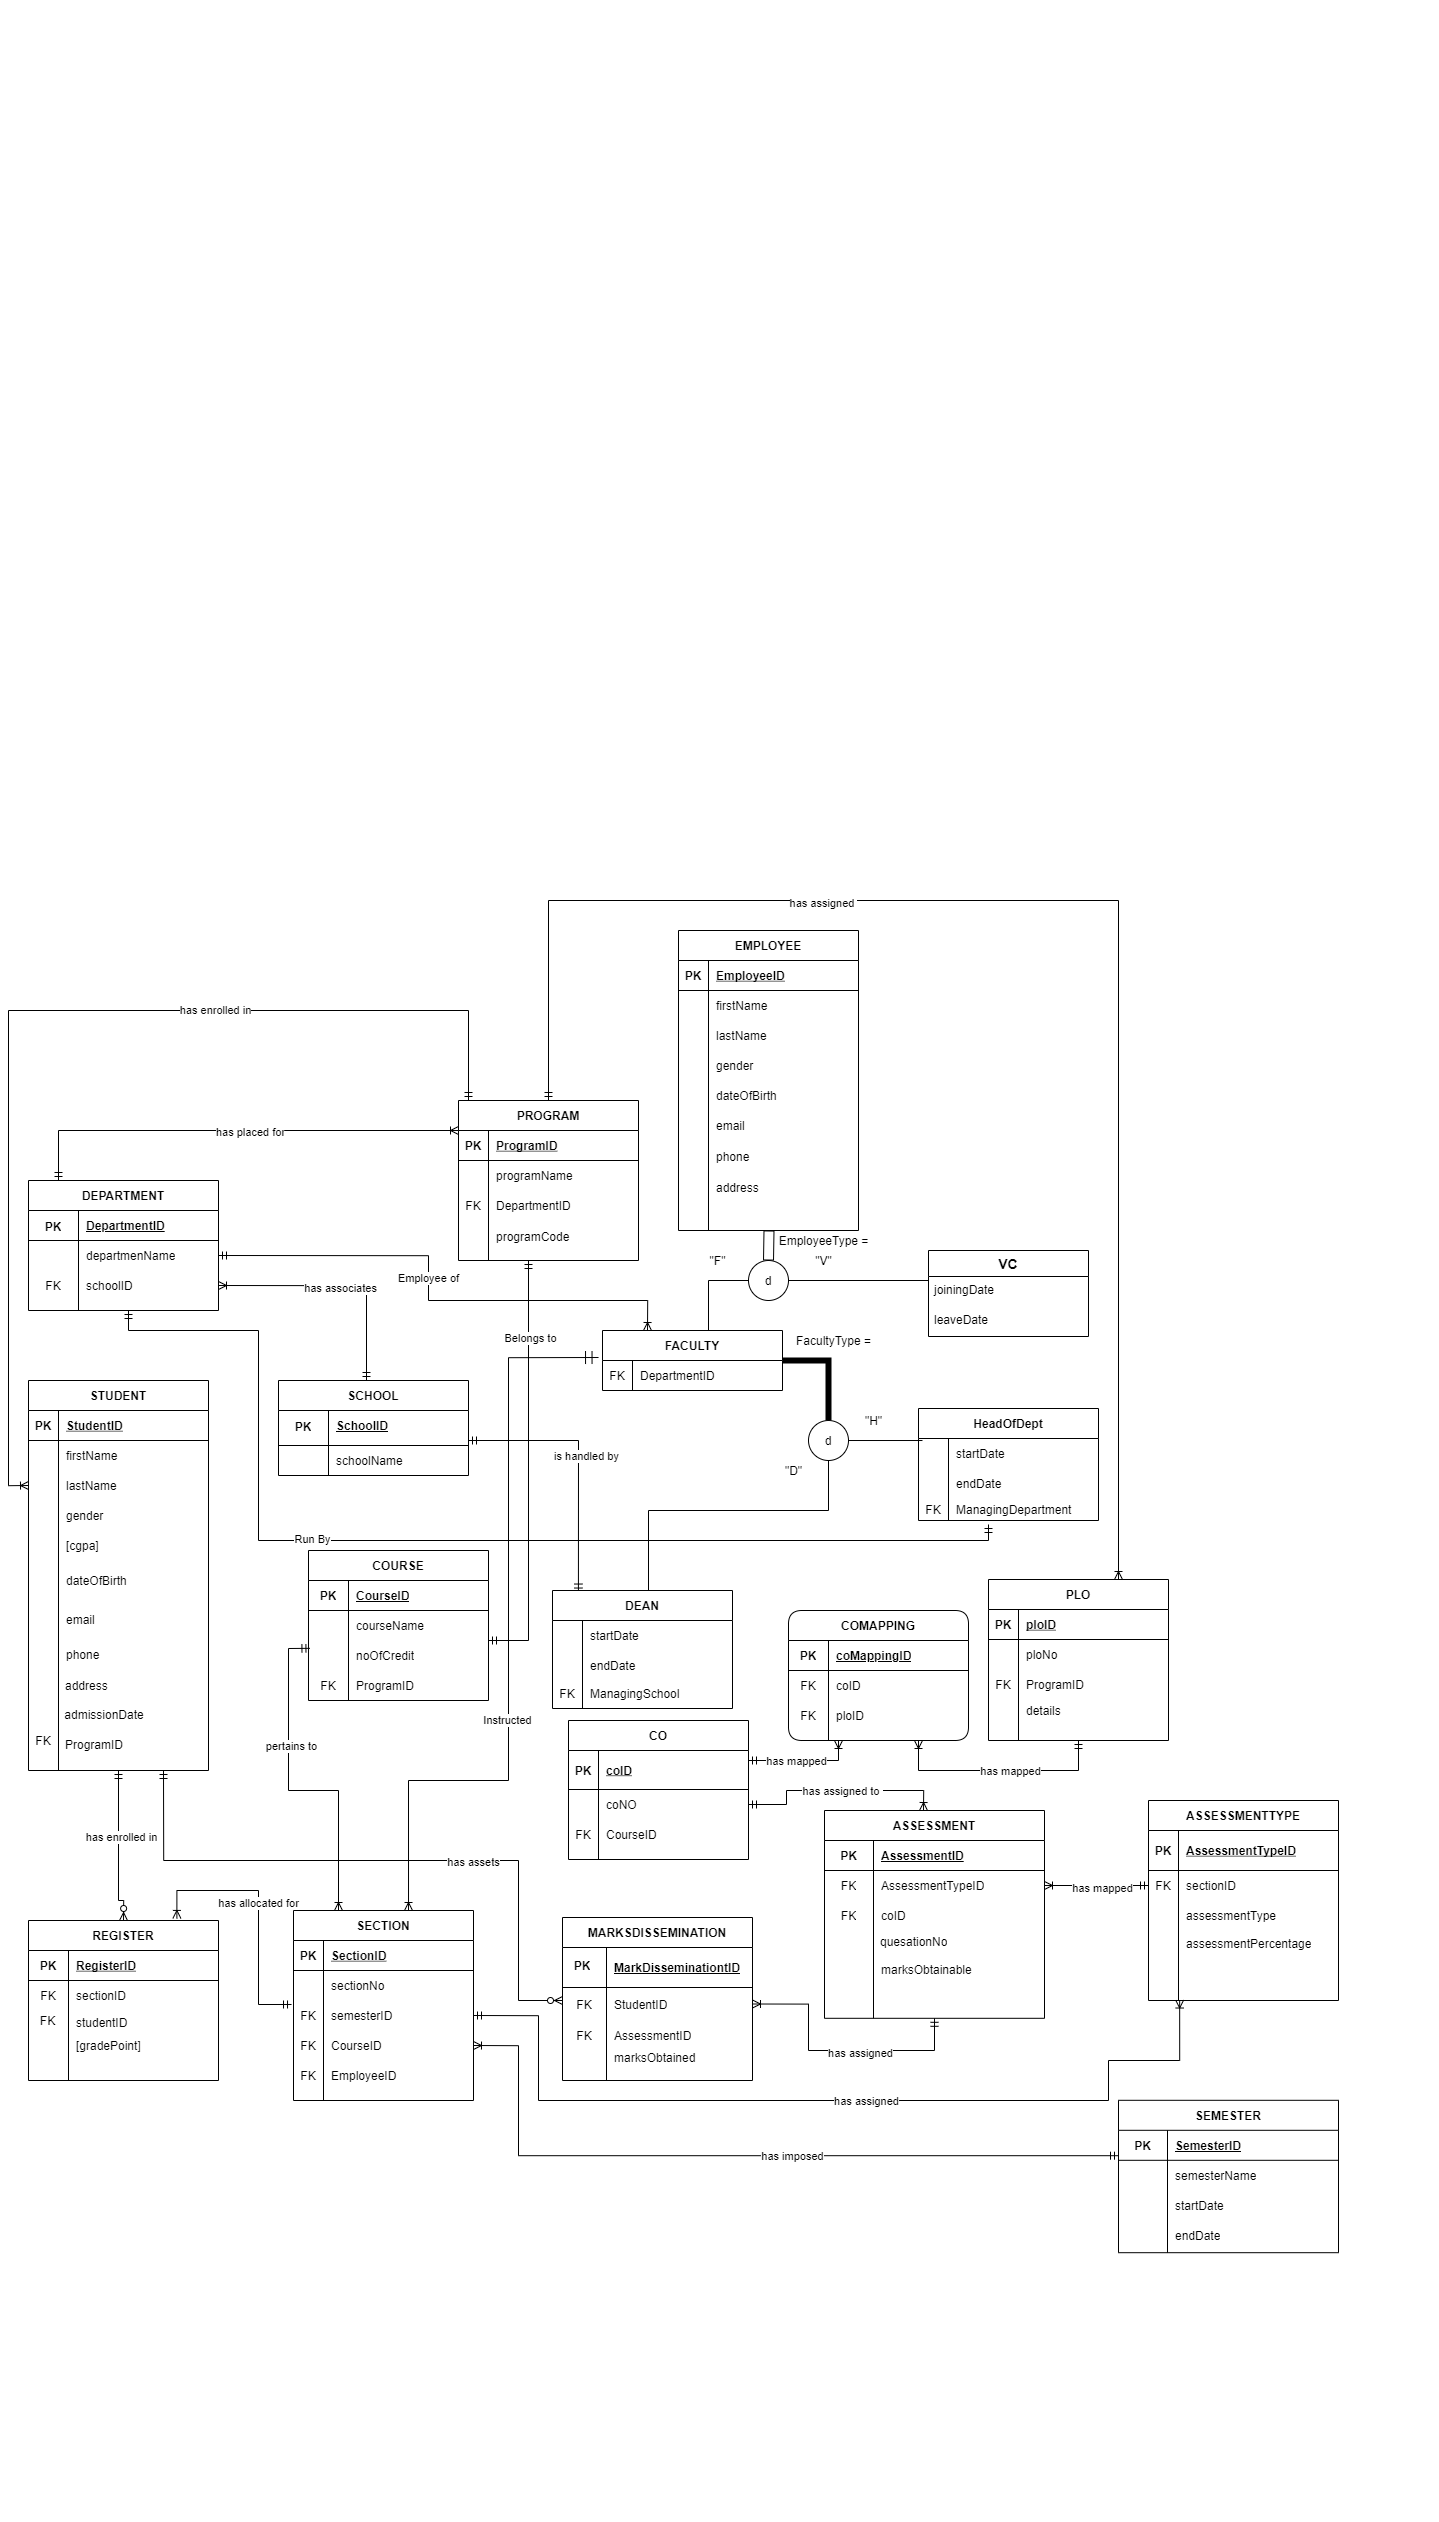 has assigned
EMPLOYEE
PK EmployeeID
firstName
lastName
gender
dateOfBirth
email
phone
address
has enrolled in
PROGRAM
PK ProgramID
programName
FK DepartmentID
programCode
has placed for
DEPARTMENT
PK DepartmentID
departmenName
FK schoolID
EmployeeType =
"F"
"V"
d
VC
joiningDate
leaveDate
Employee of
has associates
Belongs to
FACULTY
FK DepartmentID
FacultyType =
d
"H"
"D"
HeadOfDept
startDate
endDate
FK ManagingDepartment
STUDENT
PK StudentID
firstName
lastName
gender
[cgpa]
dateOfBirth
email
phone
address
admissionDate
FK ProgramID
SCHOOL
PK SchoolID
schoolName
is handled by
Run By
COURSE
PK CourseID
courseName
noOfCredit
FK ProgramID
DEAN
startDate
endDate
FK ManagingSchool
COMAPPING
PK coMappingID
FK coID
FK ploID
PLO
PK ploID
ploNo
FK ProgramID
details
Instructed
pertains to
CO
PK coID
coNO
FK CourseID
has mapped
has mapped
has assigned to
ASSESSMENT
PK AssessmentID
FK AssessmentTypeID
FK coID
quesationNo
marksObtainable
has mapped
ASSESSMENTTYPE
PK AssessmentTypeID
FK sectionID
assessmentType
assessmentPercentage
has enrolled in
has assets
has allocated for
REGISTER
PK RegisterID
FK sectionID
FK studentID
[gradePoint]
SECTION
PK SectionID
sectionNo
FK semesterID
FK CourseID
FK EmployeeID
MARKSDISSEMINATION
PK MarkDisseminationtID
FK StudentID
FK AssessmentID
marksObtained
has assigned
has assigned
has imposed
SEMESTER
PK SemesterID
semesterName
startDate
endDate